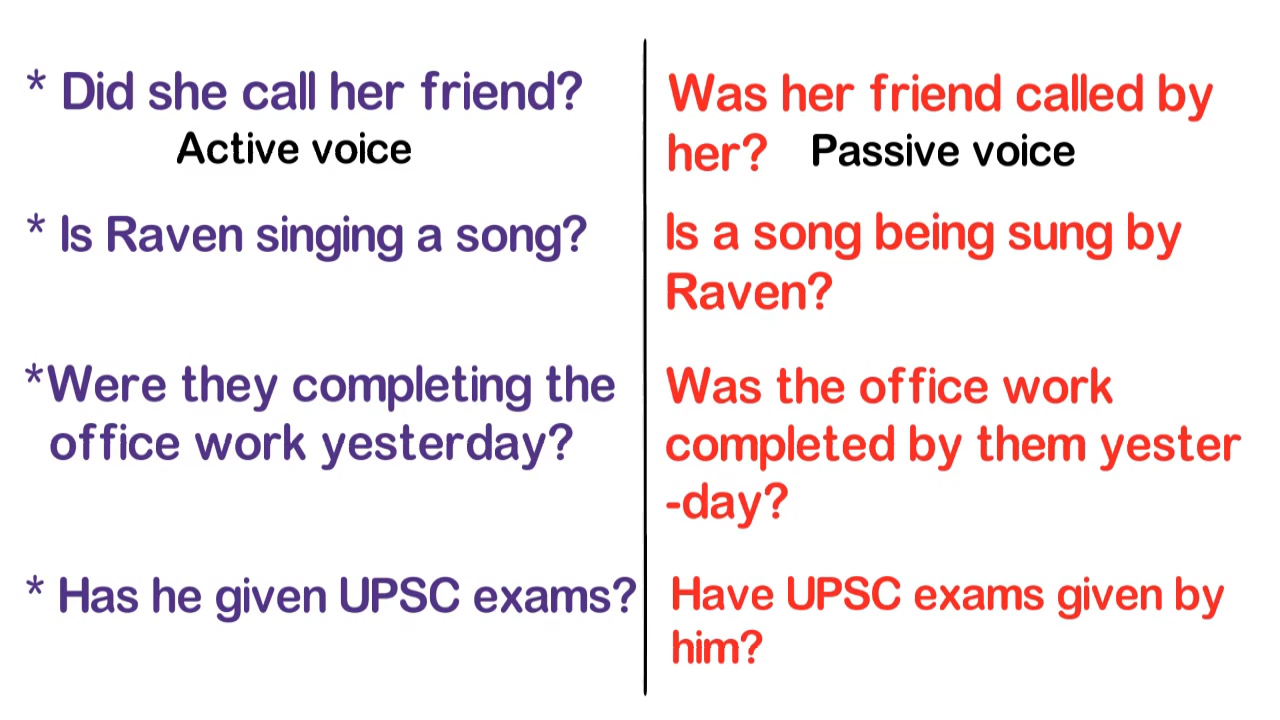 * Did she call her friend?
Active voice
Was her friend called by
her? Passive voice
* Is Raven singing a song?
Is a song being sung by
Raven?
*Were they completing the
office work yesterday?
Was the office work
completed by them yester
-day?
* Has he given UPSC exams?
Have UPSC exams given by
him?